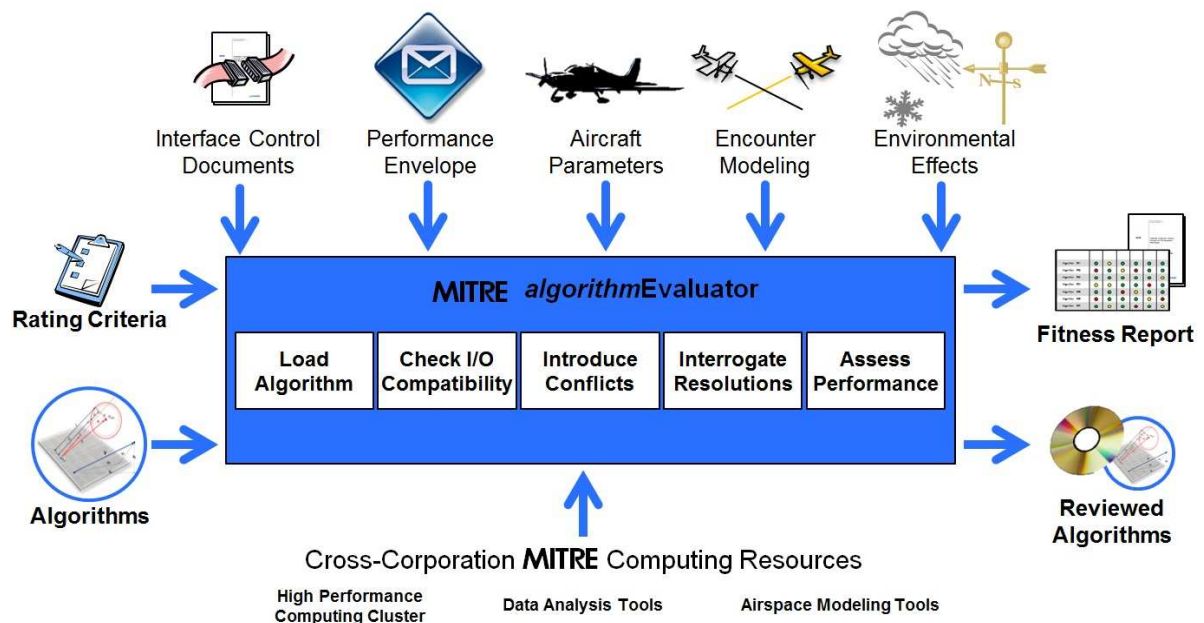 Interface Control
Documents
Performance
Envelope
Aircraft
Parameters
Encounter
Modeling
N S
Environmental
Effects
Rating Criteria
MITRE algorithmEvaluator
Load
Algorithm
Check I/O
Compatibility
Introduce
Conflicts
Interrogate
Resolutions
Assess
Performance
Fitness Report
Algorithms
Reviewed
Algorithms
Cross-Corporation MITRE Computing Resources
High Performance
Computing Cluster
Data Analysis Tools
Airspace Modeling Tools